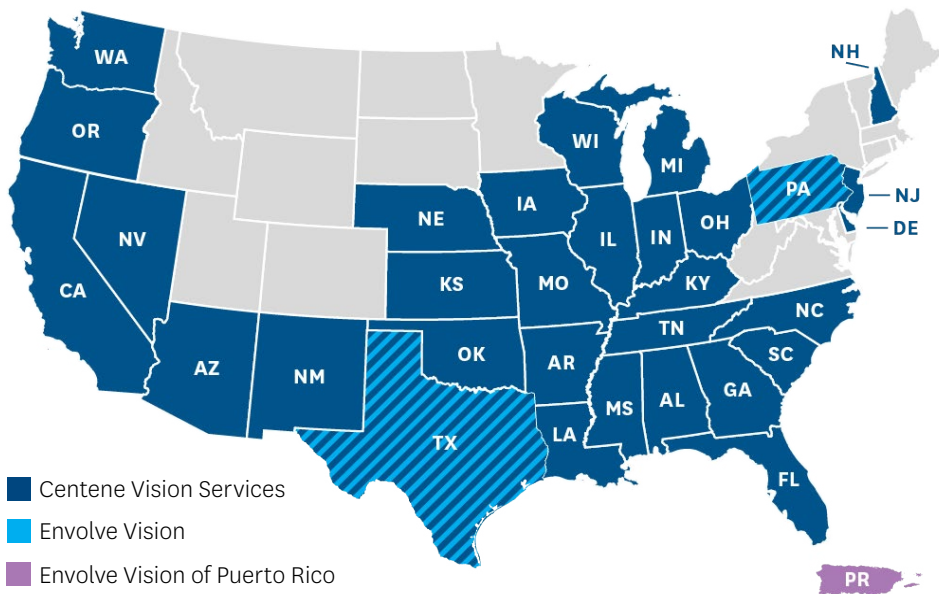 WA
NH
OR
WI
MI
PA
NJ
NE
IA
OH
DE
NV
IL
IN
CA
KS
MO
KY
NC
TN
OK
AR
SC
AZ
NM
GA
MS
AL
TX
LA
FL
Centene Vision Services
Envolve Vision
Envolve Vision of Puerto Rico
PR